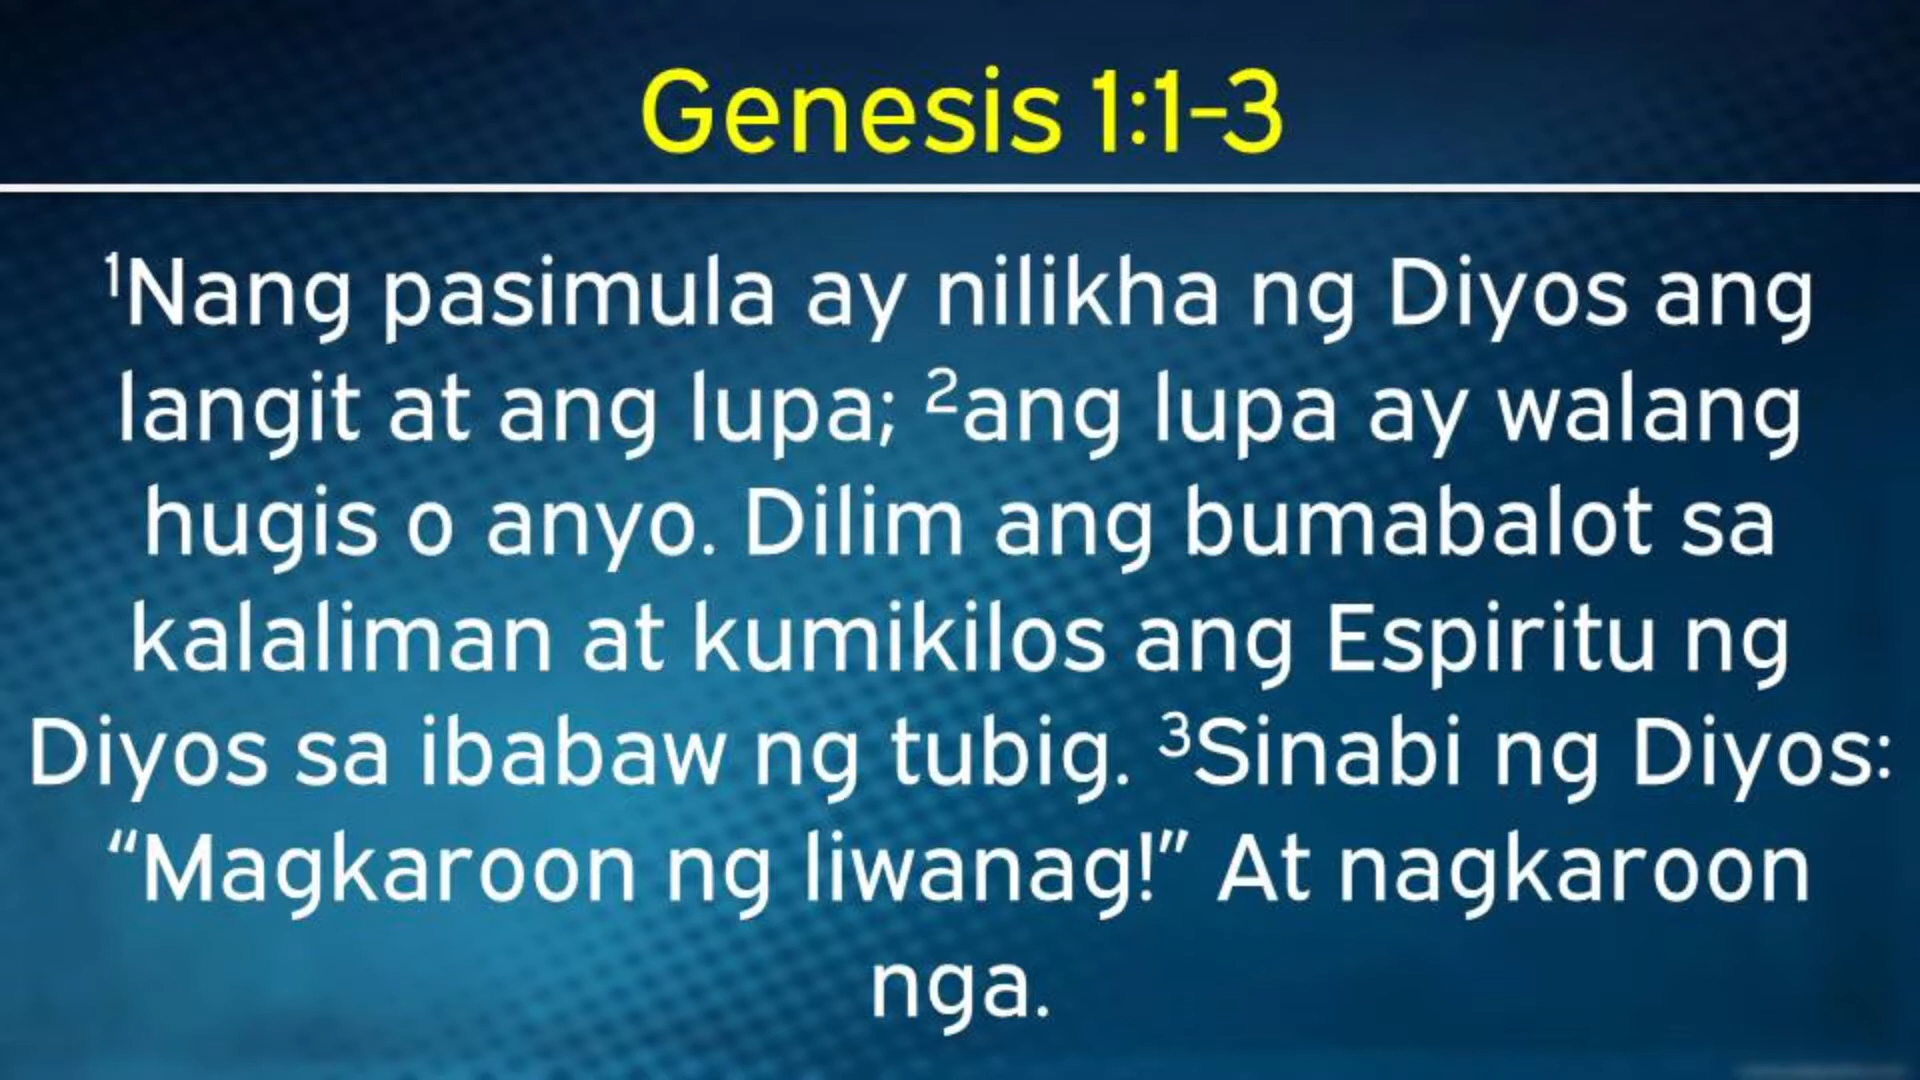 Genesis 1:1-3
¹Nang pasimula ay nilikha ng Diyos ang
langit at ang lupa; ²ang lupa ay walang
hugis o anyo. Dilim ang bumabalot sa
kalaliman at kumikilos ang Espiritu ng
Diyos sa ibabaw ng tubig. ³Sinabi ng Diyos:
“Magkaroon ng liwanag!” At nagkaroon
nga.